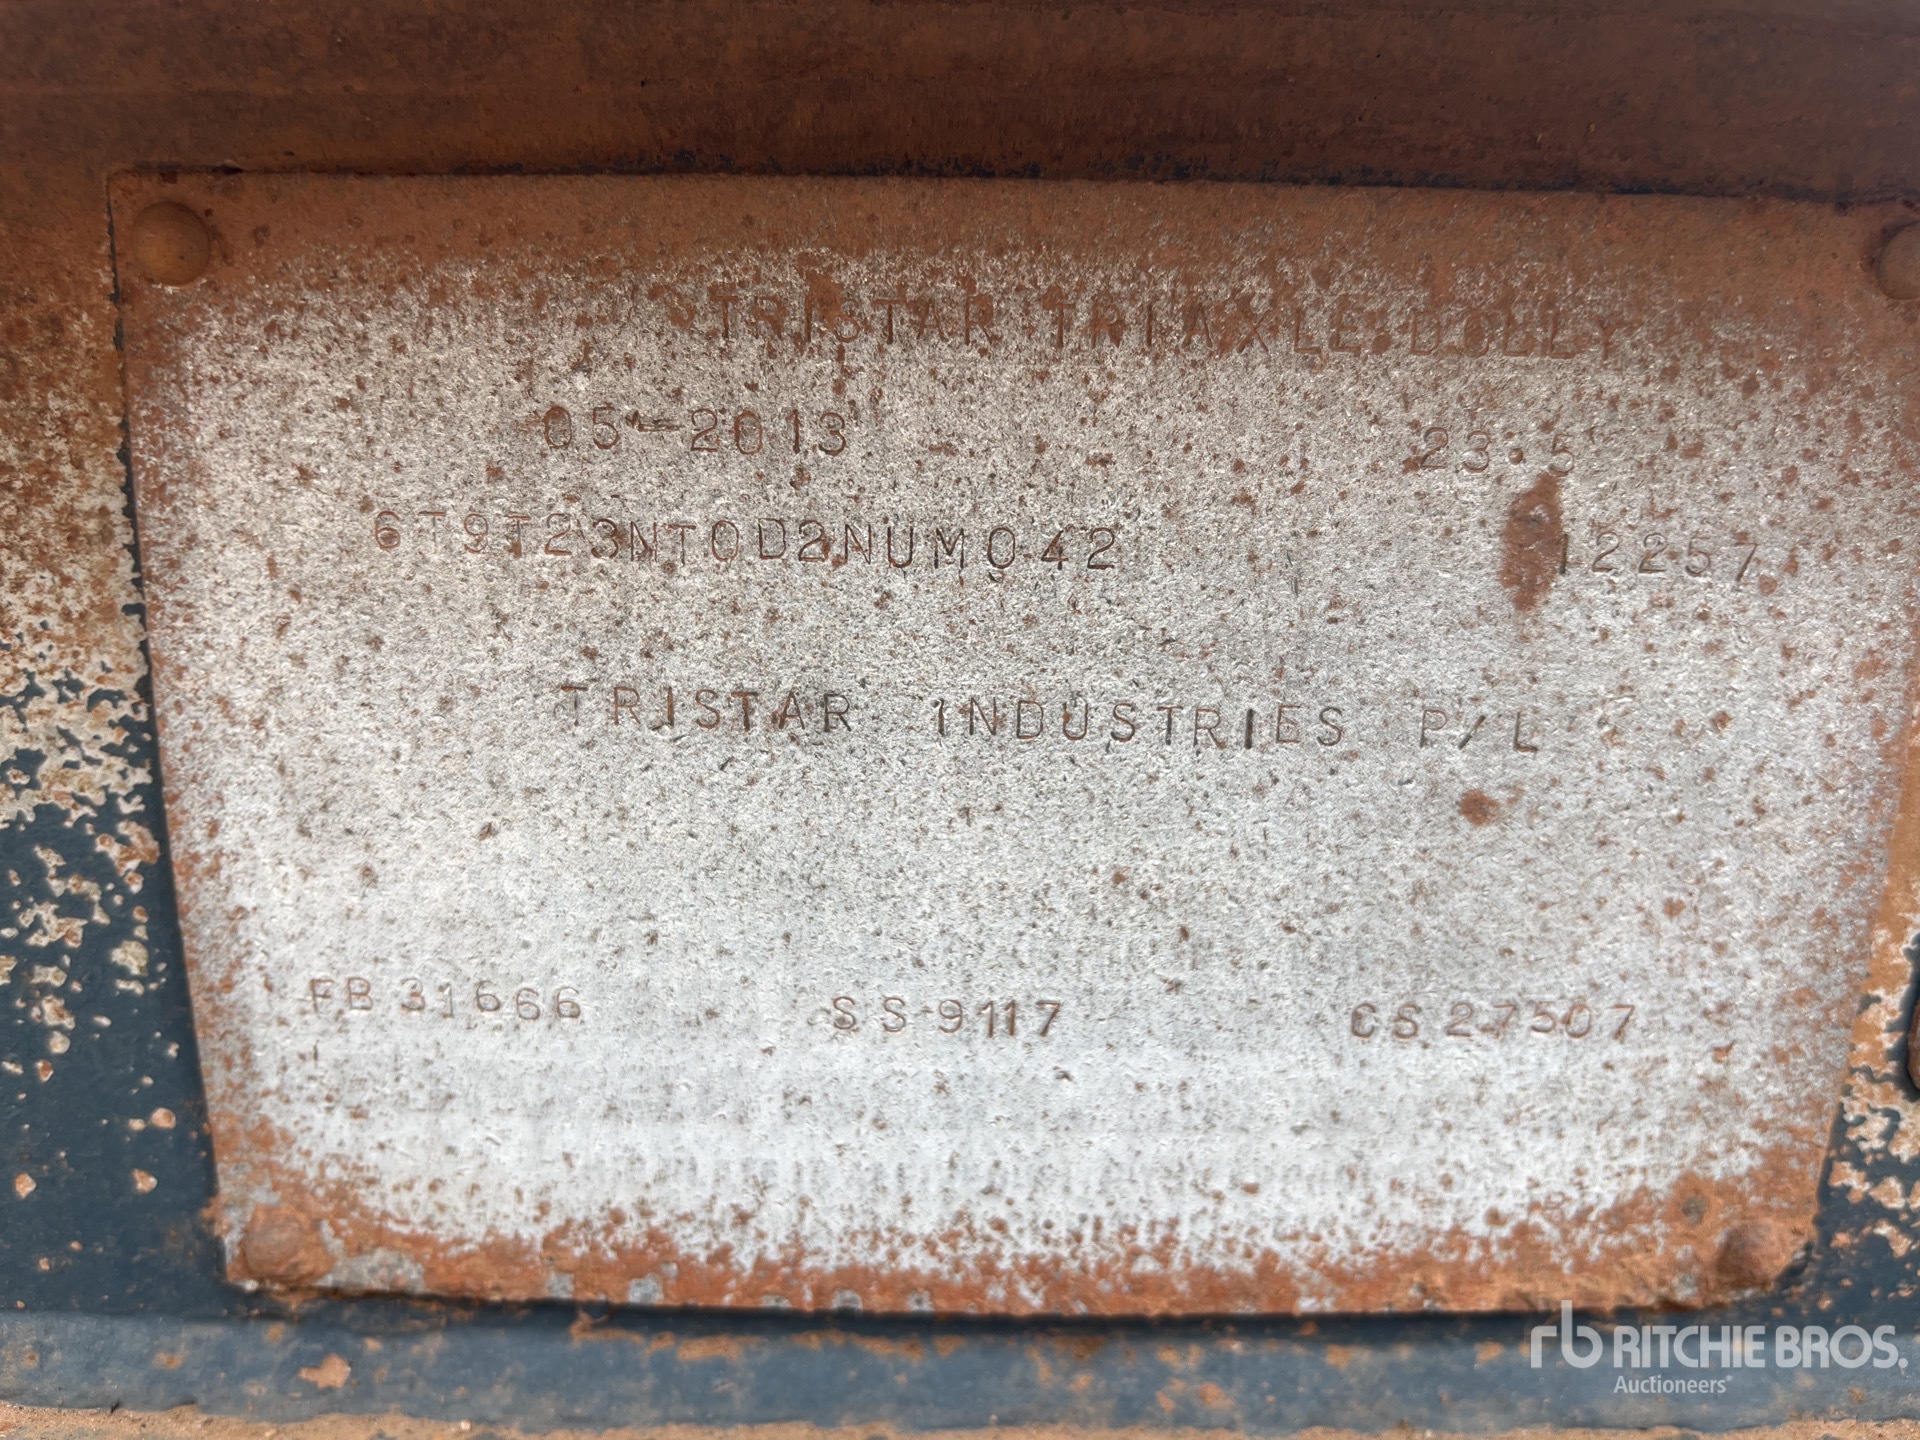 TRISTAR TRIAXLE DOLLY
05-2013 23.5
6T9T23NT0D2NUM042 12257
TRISTAR INDUSTRIES P/L
FB 31666 SS 9117 CS 27507
rb RITCHIE BROS.
Auctioneers